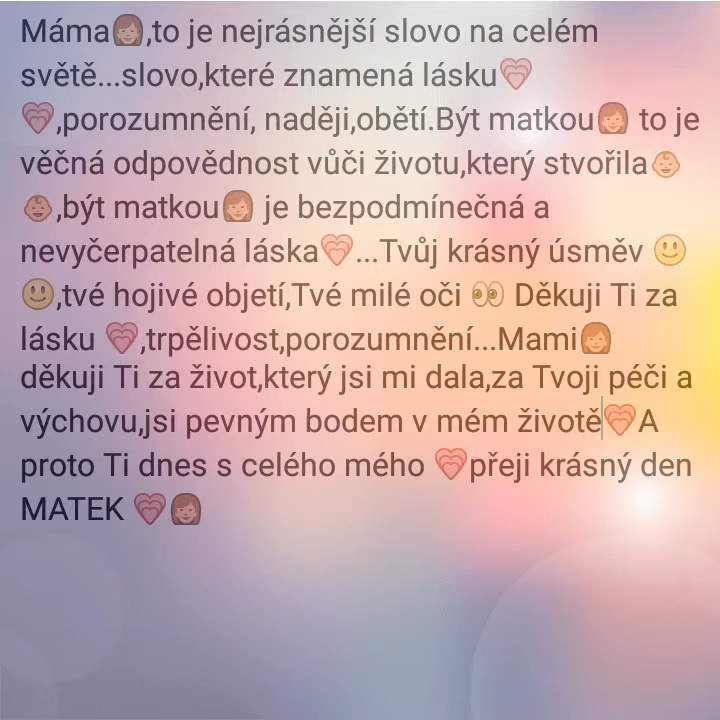 Máma👩,to je nejrásnější slovo na celém
světě...slovo,které znamená lásku💗
💗,porozumnění, naději,obětí.Být matkou👩 to je
věčná odpovědnost vůči životu,který stvořila👶
👶,být matkou👩 je bezpodmínečná a
nevyčerpatelná láska💗...Tvůj krásný úsměv 🙂
🙂,tvé hojivé objetí,Tvé milé oči 👀 Děkuji Ti za
lásku 💗,trpělivost,porozumnění...Mami👩
děkuji Ti za život,který jsi mi dala,za Tvoji péči a
výchovu,jsi pevným bodem v mém životě💗A
proto Ti dnes s celého mého 💗přeji krásný den
MATEK 💗👩